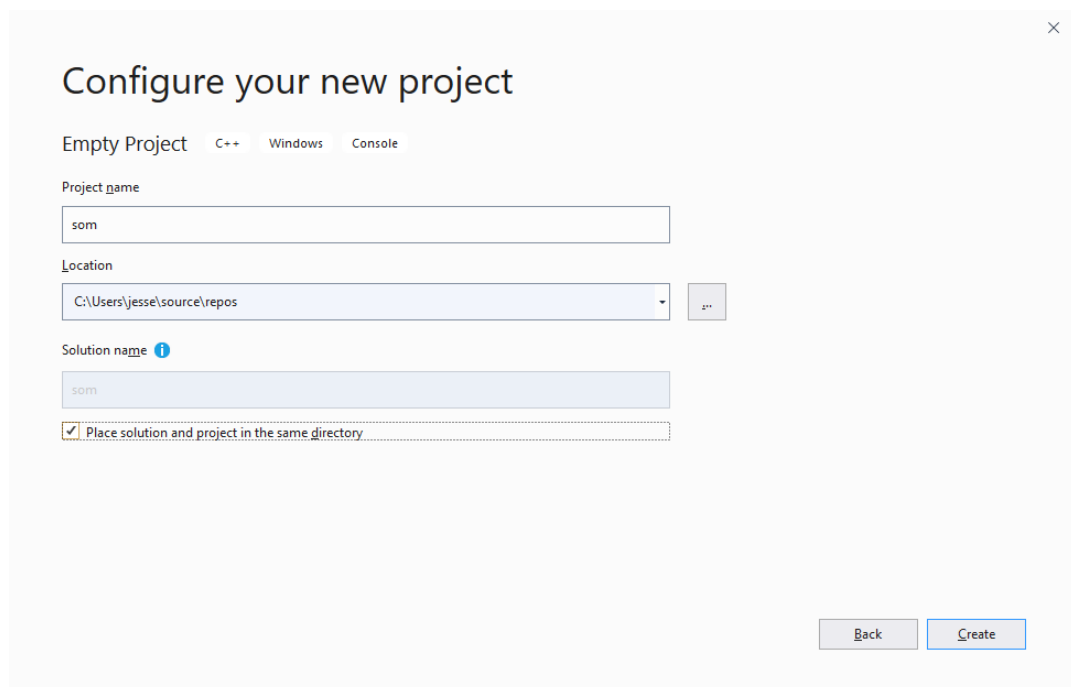 Configure your new project
Empty Project C++ Windows Console
Project name
som
Location
C:\Users\jesse\source\repos
...
Solution name
som
Place solution and project in the same directory
Back Create